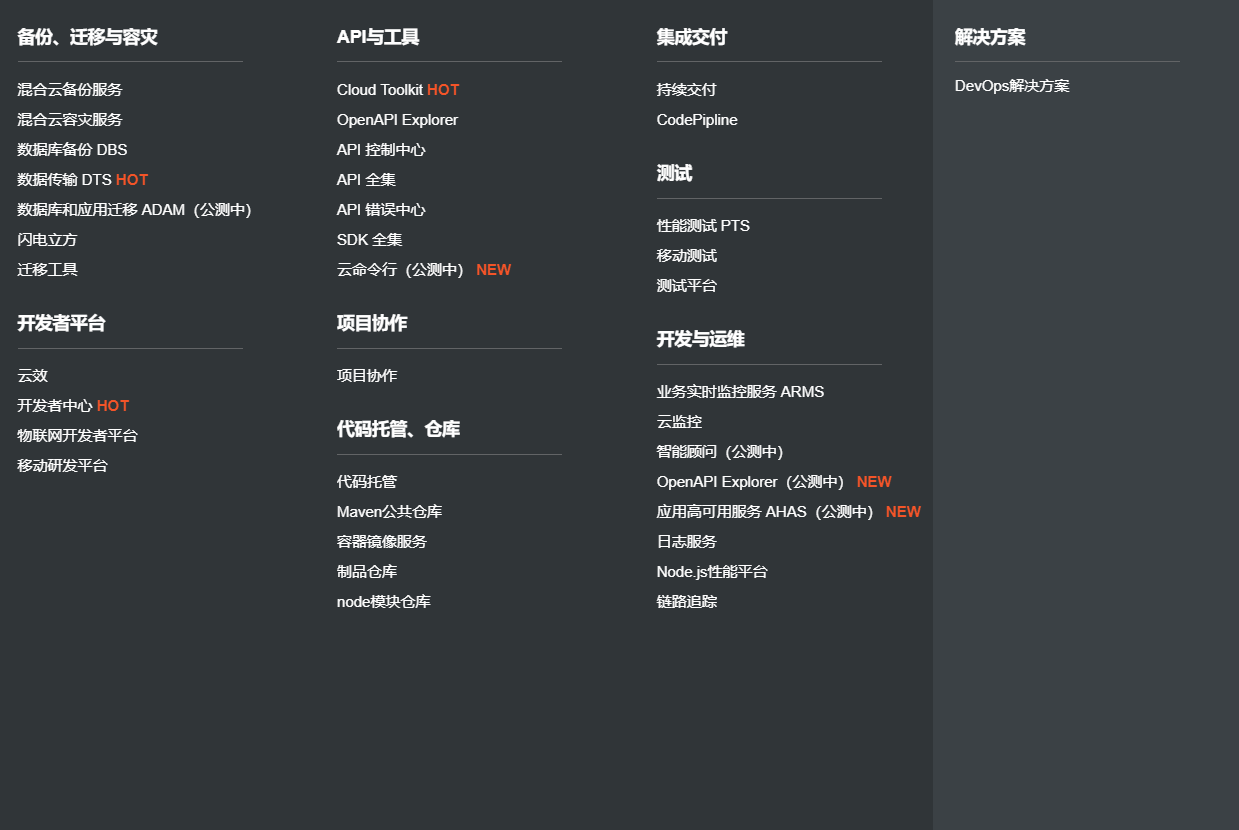 备份、迁移与容灾
混合云备份服务
混合云容灾服务
数据库备份 DBS
数据传输 DTS HOT
数据库和应用迁移 ADAM（公测中）
闪电立方
迁移工具
开发者平台
云效
开发者中心 HOT
物联网开发者平台
移动研发平台
API与工具
Cloud Toolkit HOT
OpenAPI Explorer
API 控制中心
API 全集
API 错误中心
SDK 全集
云命令行（公测中） NEW
项目协作
项目协作
代码托管、仓库
代码托管
Maven公共仓库
容器镜像服务
制品仓库
node模块仓库
集成交付
持续交付
CodePipline
测试
性能测试 PTS
移动测试
测试平台
开发与运维
业务实时监控服务 ARMS
云监控
智能顾问（公测中）
OpenAPI Explorer（公测中） NEW
应用高可用服务 AHAS（公测中） NEW
日志服务
Node.js性能平台
链路追踪
解决方案
DevOps解决方案